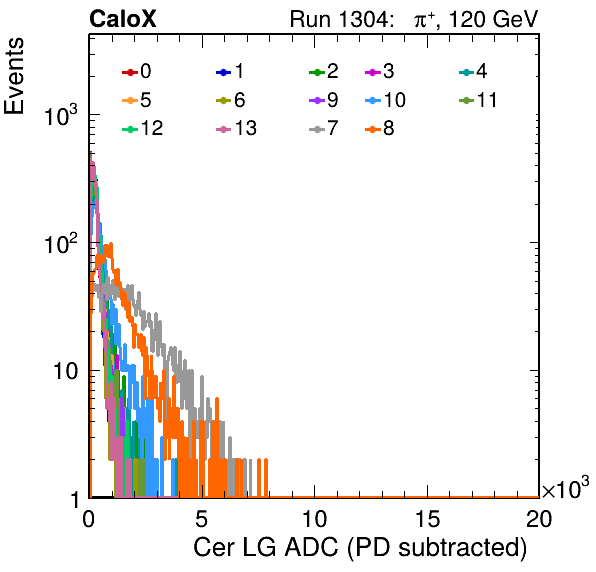 CaloX Run 1304: π⁺, 120 GeV
Events
0 1 2 3 4
5 6 9 10 11
12 13 7 8
10³
10²
10
1
0 5 10 15 20 ×10³
Cer LG ADC (PD subtracted)